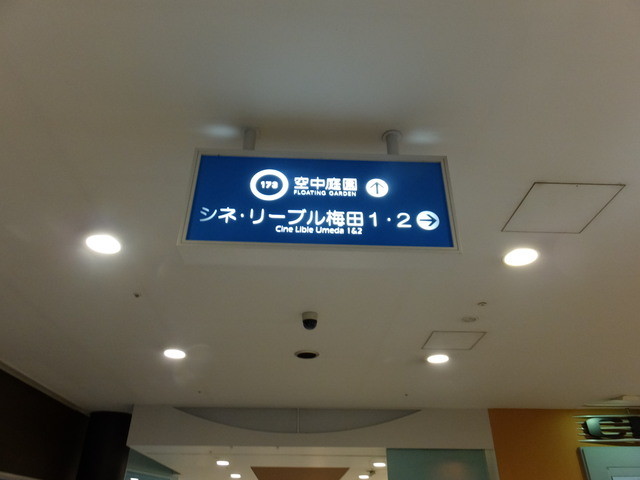 173 空中庭園 ↑
FLOATING GARDEN
シネ・リーブル梅田1・2 →
Cine Lible Umeda 1&2